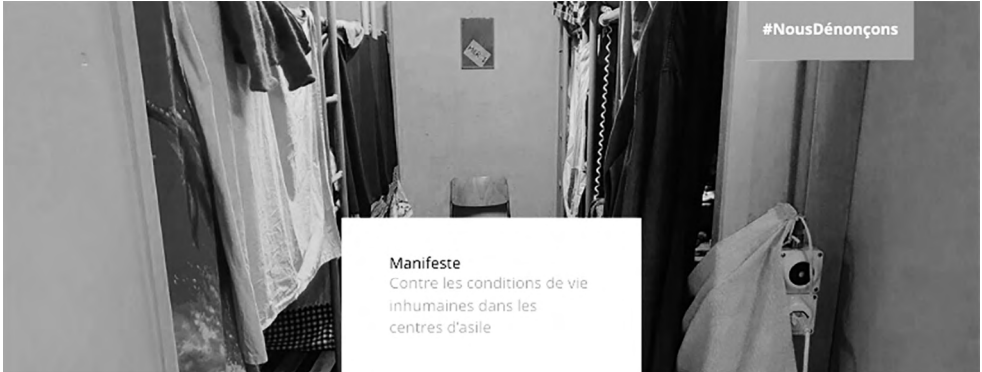 #NousDénonçons
Manifeste
Contre les conditions de vie
inhumaines dans les
centres d'asile